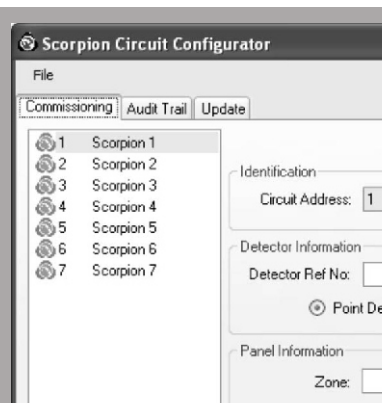 Scorpion Circuit Configurator
File
Commissioning Audit Trail Update
1 Scorpion 1
2 Scorpion 2
3 Scorpion 3
4 Scorpion 4
5 Scorpion 5
6 Scorpion 6
7 Scorpion 7
Identification
Circuit Address: 1
Detector Information
Detector Ref No:
Point De
Panel Information
Zone: